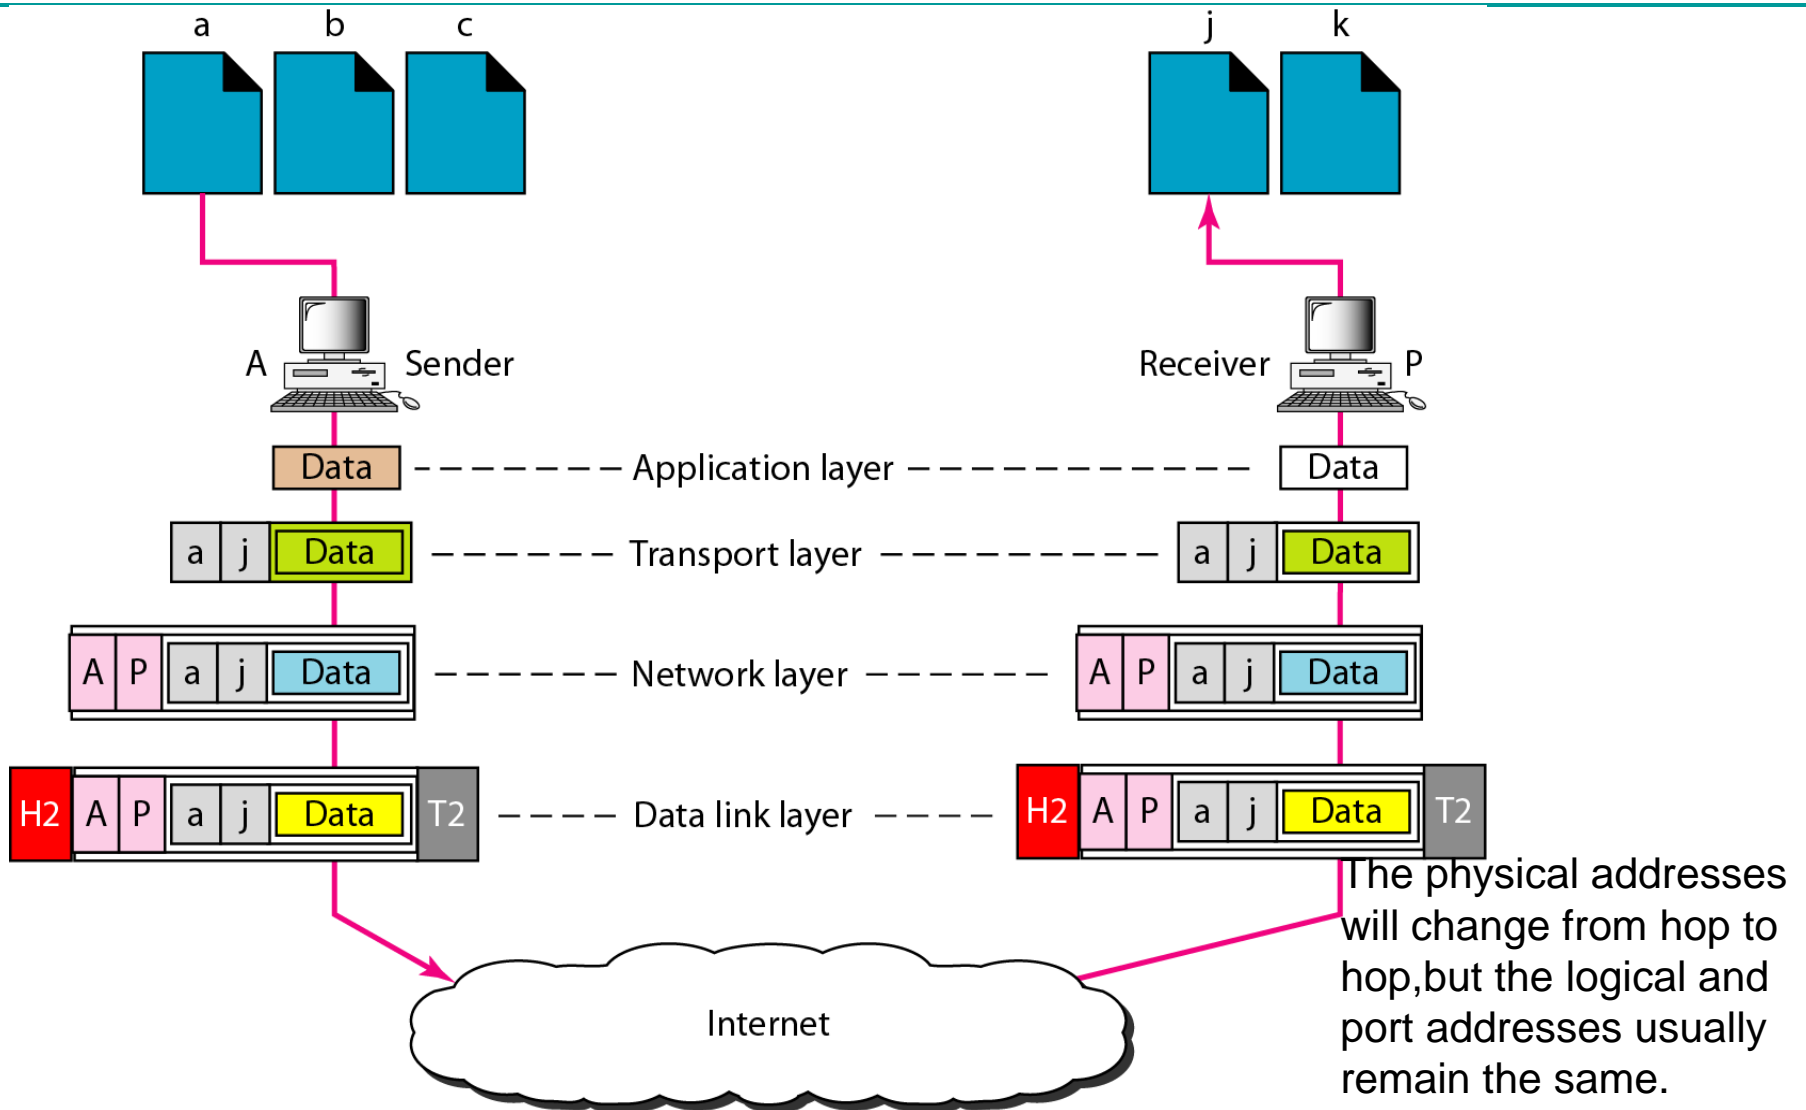 a b c j k
A Sender Receiver P
Data Application layer Data
a j Data Transport layer a j Data
A P a j Data Network layer A P a j Data
H2 A P a j Data T2 Data link layer H2 A P a j Data T2
The physical addresses
will change from hop to
hop,but the logical and
Internet
port addresses usually
remain the same.